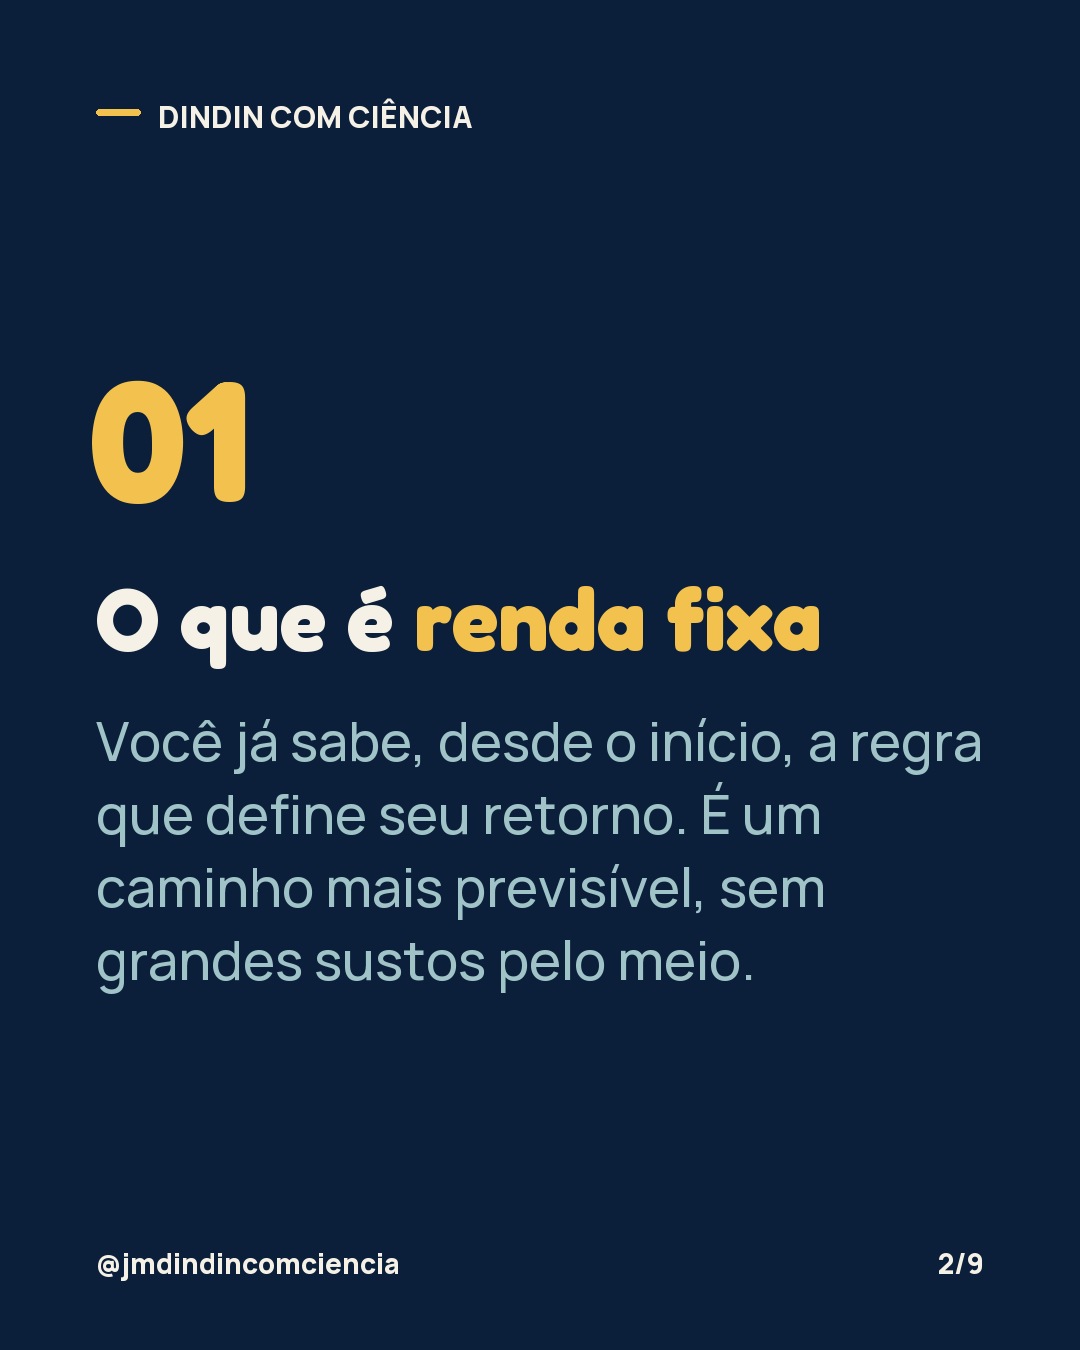 DINDIN COM CIÊNCIA
01
O que é renda fixa
Você já sabe, desde o início, a regra
que define seu retorno. É um
caminho mais previsível, sem
grandes sustos pelo meio.
@jmdindincomciencia
2/9